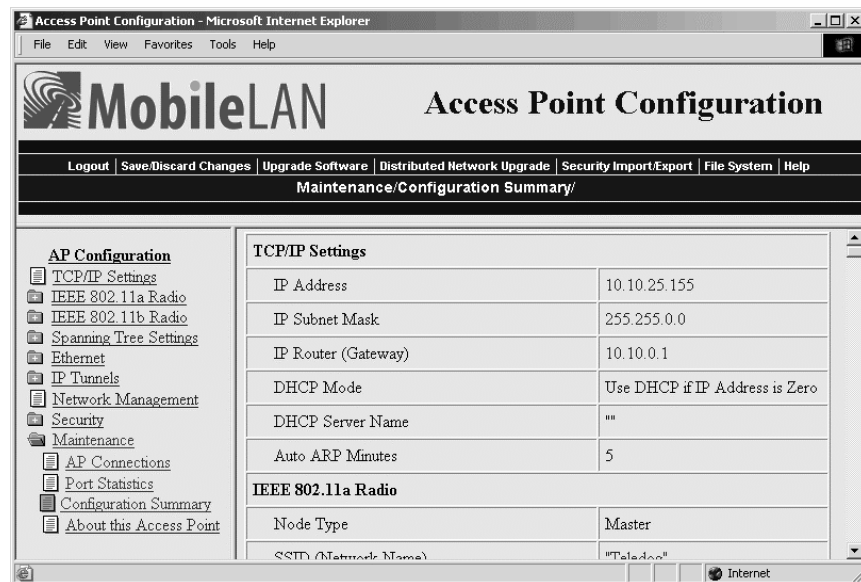 Access Point Configuration - Microsoft Internet Explorer
File Edit View Favorites Tools Help
MobileLAN
Access Point Configuration
Logout | Save/Discard Changes | Upgrade Software | Distributed Network Upgrade | Security Import/Export | File System | Help
Maintenance/Configuration Summary/
AP Configuration
TCP/IP Settings
IEEE 802.11a Radio
IEEE 802.11b Radio
Spanning Tree Settings
Ethernet
IP Tunnels
Network Management
Security
Maintenance
AP Connections
Port Statistics
Configuration Summary
About this Access Point
TCP/IP Settings
IP Address 10.10.25.155
IP Subnet Mask 255.255.0.0
IP Router (Gateway) 10.10.0.1
DHCP Mode Use DHCP if IP Address is Zero
DHCP Server Name ""
Auto ARP Minutes 5
IEEE 802.11a Radio
Node Type Master
SSID (Network Name) "Teledog"
Internet